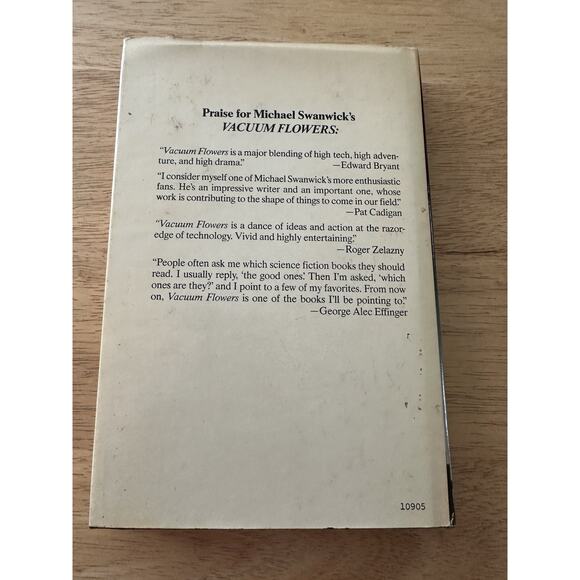 Praise for Michael Swanwick's
VACUUM FLOWERS:
"Vacuum Flowers is a major blending of high tech, high adven-
ture, and high drama." —Edward Bryant
"I consider myself one of Michael Swanwick's more enthusiastic
fans. He's an impressive writer and an important one, whose
work is contributing to the shape of things to come in our field."
—Pat Cadigan
"Vacuum Flowers is a dance of ideas and action at the razor-
edge of technology. Vivid and highly entertaining."
—Roger Zelazny
"People often ask me which science fiction books they should
read. I usually reply, 'the good ones.' Then I'm asked, 'which
ones are they?' and I point to a few of my favorites. From now
on, Vacuum Flowers is one of the books I'll be pointing to."
—George Alec Effinger
10905